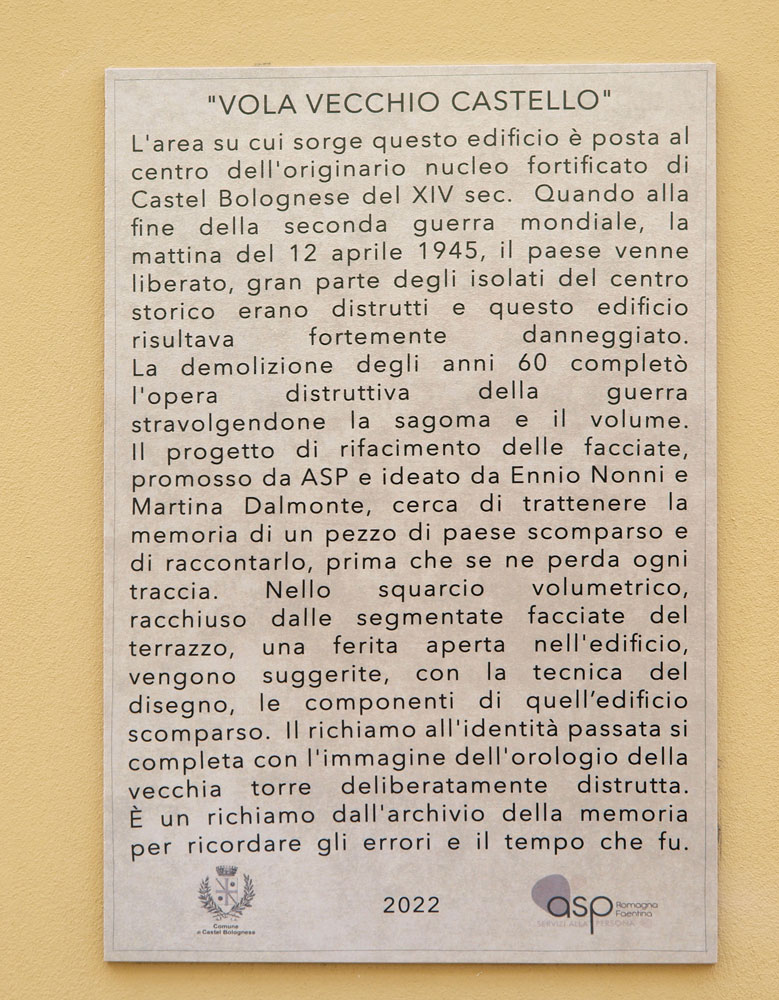 "VOLA VECCHIO CASTELLO"
L'area su cui sorge questo edificio è posta al
centro dell'originario nucleo fortificato di
Castel Bolognese del XIV sec. Quando alla
fine della seconda guerra mondiale, la
mattina del 12 aprile 1945, il paese venne
liberato, gran parte degli isolati del centro
storico erano distrutti e questo edificio
risultava fortemente danneggiato.
La demolizione degli anni 60 completò
l'opera distruttiva della guerra
stravolgendone la sagoma e il volume.
Il progetto di rifacimento delle facciate,
promosso da ASP e ideato da Ennio Nonni e
Martina Dalmonte, cerca di trattenere la
memoria di un pezzo di paese scomparso e
di raccontarlo, prima che se ne perda ogni
traccia. Nello squarcio volumetrico,
racchiuso dalle segmentate facciate del
terrazzo, una ferita aperta nell'edificio,
vengono suggerite, con la tecnica del
disegno, le componenti di quell’edificio
scomparso. Il richiamo all'identità passata si
completa con l'immagine dell'orologio della
vecchia torre deliberatamente distrutta.
È un richiamo dall'archivio della memoria
per ricordare gli errori e il tempo che fu.
Comune
Castel Bolognese
2022
asp
Romagna
Faentina
SERVIZI ALLA PERSONA